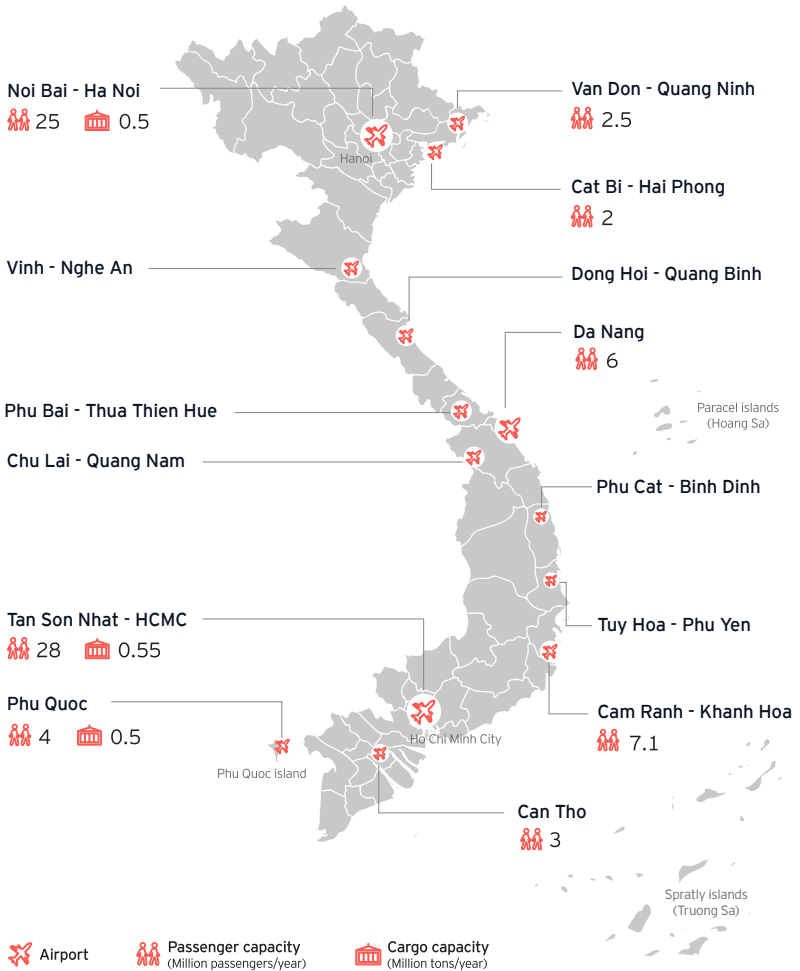 Noi Bai - Ha Noi
25 0.5
Van Don - Quang Ninh
2.5
Hanoi
Cat Bi - Hai Phong
2
Vinh - Nghe An
Dong Hoi - Quang Binh
Da Nang
6
Phu Bai - Thua Thien Hue
Paracel islands
(Hoang Sa)
Chu Lai - Quang Nam
Phu Cat - Binh Dinh
Tan Son Nhat - HCMC
28 0.55
Tuy Hoa - Phu Yen
Phu Quoc
4 0.5
Cam Ranh - Khanh Hoa
7.1
Ho Chi Minh City
Phu Quoc island
Can Tho
3
Spratly islands
(Truong Sa)
Airport
Passenger capacity
(Million passengers/year)
Cargo capacity
(Million tons/year)